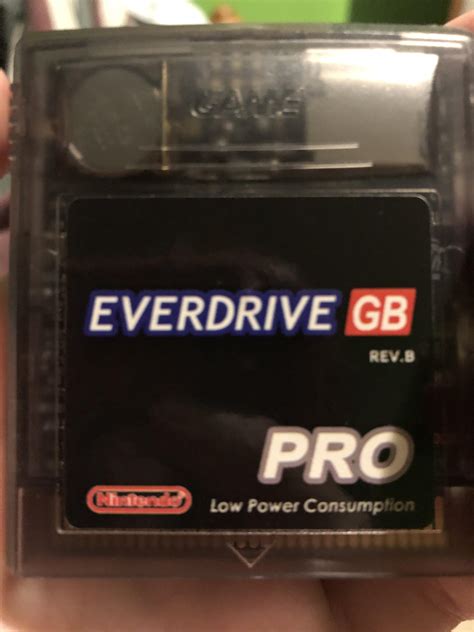 GAME
EVERDRIVE GB
REV.B
PRO
Nintendo
Low Power Consumption